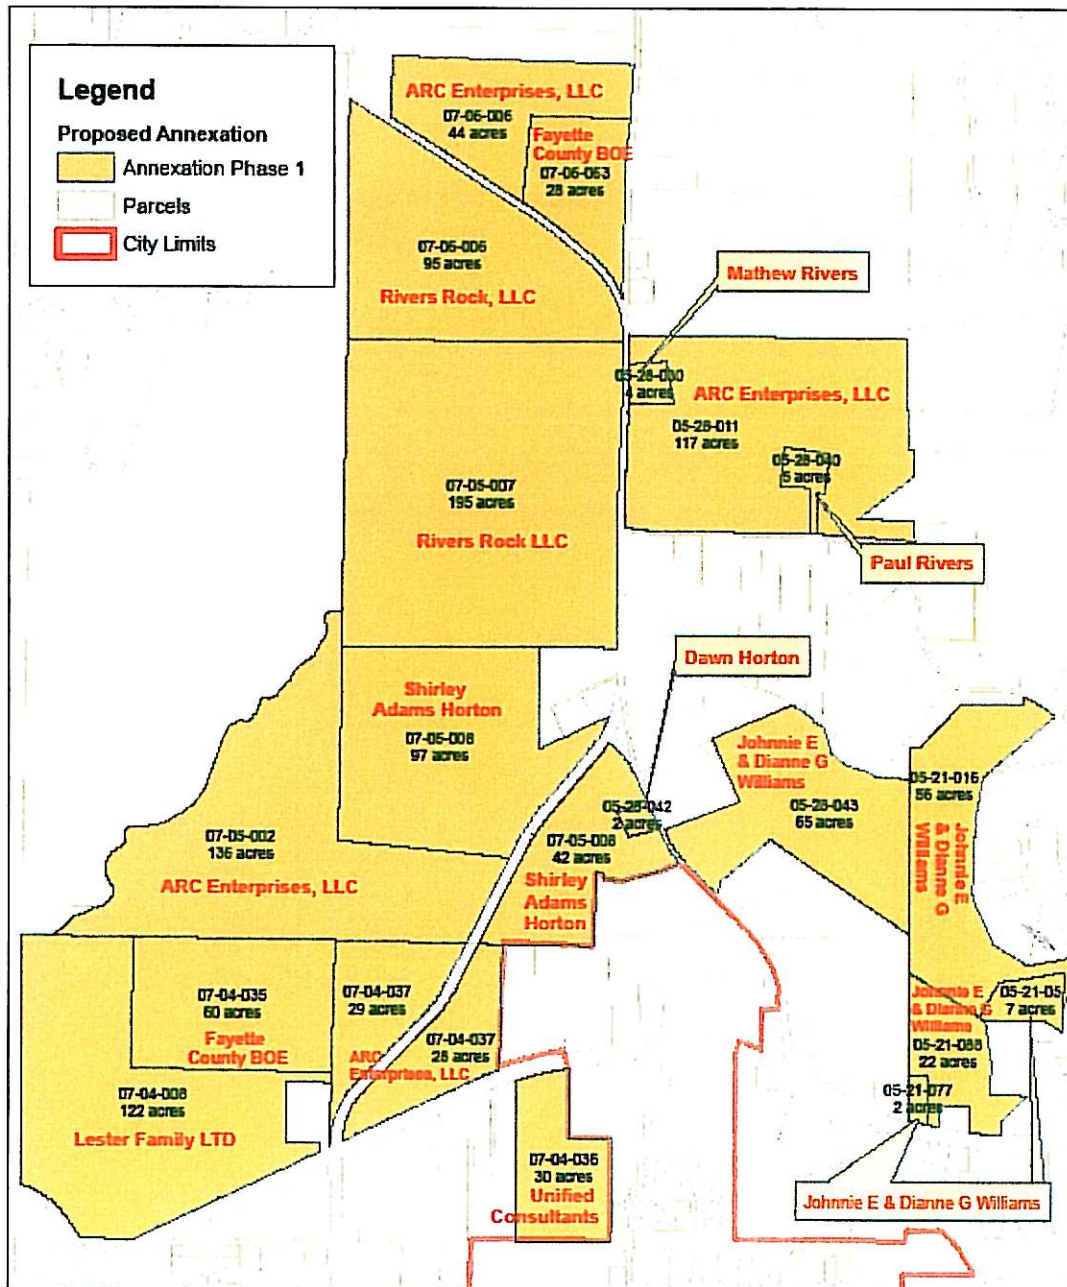 Legend
Proposed Annexation
Annexation Phase 1
Parcels
City Limits
ARC Enterprises, LLC
07-06-006
44 acres
Fayette
County BOE
07-06-053
28 acres
07-05-006
95 acres
Rivers Rock, LLC
Mathew Rivers
4 acres
ARC Enterprises, LLC
05-28-011
117 acres
05-28-040
5 acres
07-05-007
195 acres
Rivers Rock LLC
Paul Rivers
Dawn Horton
Shirley
Adams Horton
07-05-008
97 acres
Johnnie E
& Dianne G
Williams
05-28-043
65 acres
05-21-016
Johnnie E
& Dianne G
Williams
05-28-042
2 acres
07-05-002
136 acres
ARC Enterprises, LLC
07-05-008
42 acres
Shirley
Adams
Horton
07-04-035
60 acres
Fayette
County BOE
07-04-037
29 acres
07-04-037
28 acres
ARC
Enterprises, LLC
07-04-008
122 acres
Lester Family LTD
Johnnie E
& Dianne G
Williams
05-21-088
22 acres
05-21-05
7 acres
05-21-077
2 acres
07-04-036
30 acres
Unified
Consultants
Johnnie E & Dianne G Williams